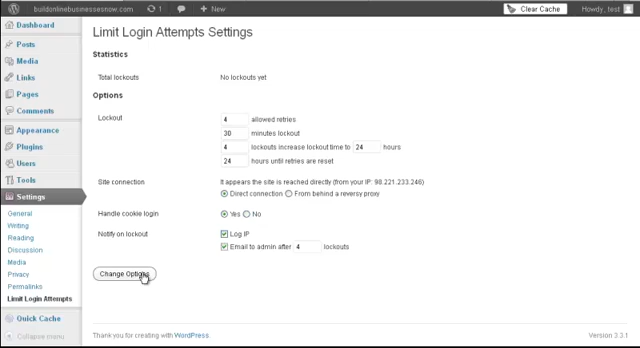 buildonlinebusinessesnow.com 1 + New Clear Cache Howdy, test
Dashboard
Posts
Media
Links
Pages
Comments
Appearance
Plugins
Users
Tools
Settings
General
Writing
Reading
Discussion
Media
Privacy
Permalinks
Limit Login Attempts
Quick Cache
Collapse menu
Limit Login Attempts Settings
Statistics
Total lockouts No lockouts yet
Options
Lockout 4 allowed retries
30 minutes lockout
4 lockouts increase lockout time to 24 hours
24 hours until retries are reset
Site connection It appears the site is reached directly (from your IP: 98.221.233.246)
Direct connection From behind a reversy proxy
Handle cookie login Yes No
Notify on lockout Log IP
Email to admin after 4 lockouts
Change Options
Thank you for creating with WordPress. Version 3.3.1